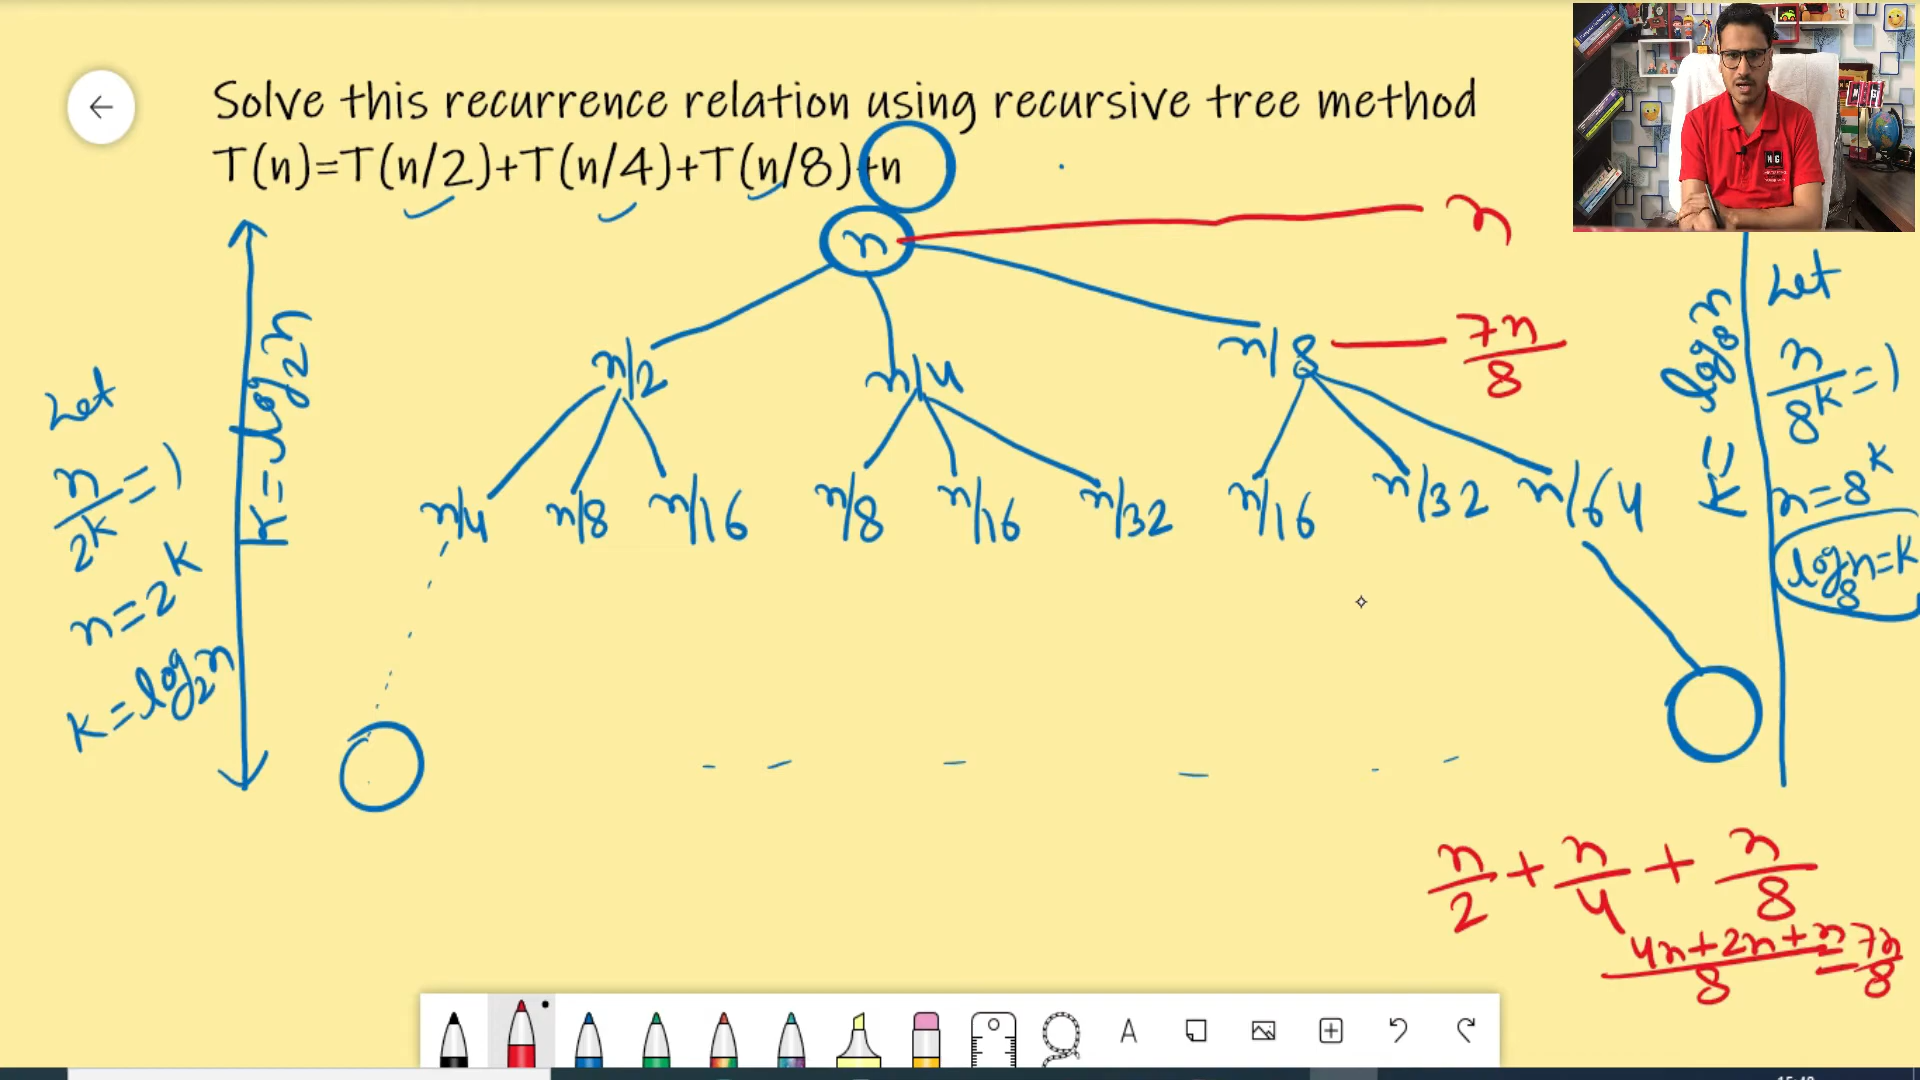 Solve this recurrence relation using recursive tree method
T(n)=T(n/2)+T(n/4)+T(n/8)+n
n
n
n/2
n/4
n/8
7n/8
n/4 n/8 n/16 n/8 n/16 n/32 n/16 n/32 n/64
Let
n/2^k=1
n=2^k
k=log₂n
k=log₂n
k=log₈n
Let
n/8^k=1
n=8^k
log₈n=k
n/2+n/4+n/8
4n+2n+n/8=7n/8
A